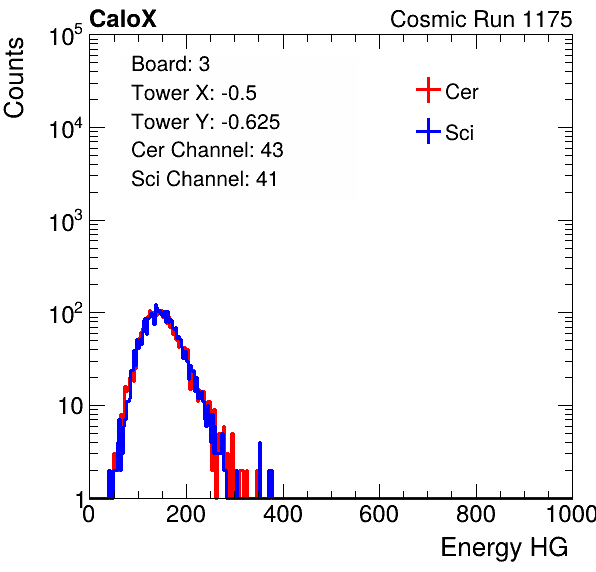 CaloX Cosmic Run 1175
Counts
10^5
10^4
10^3
10^2
10
1
Board: 3
Tower X: -0.5
Tower Y: -0.625
Cer Channel: 43
Sci Channel: 41
Cer
Sci
0 200 400 600 800 1000
Energy HG